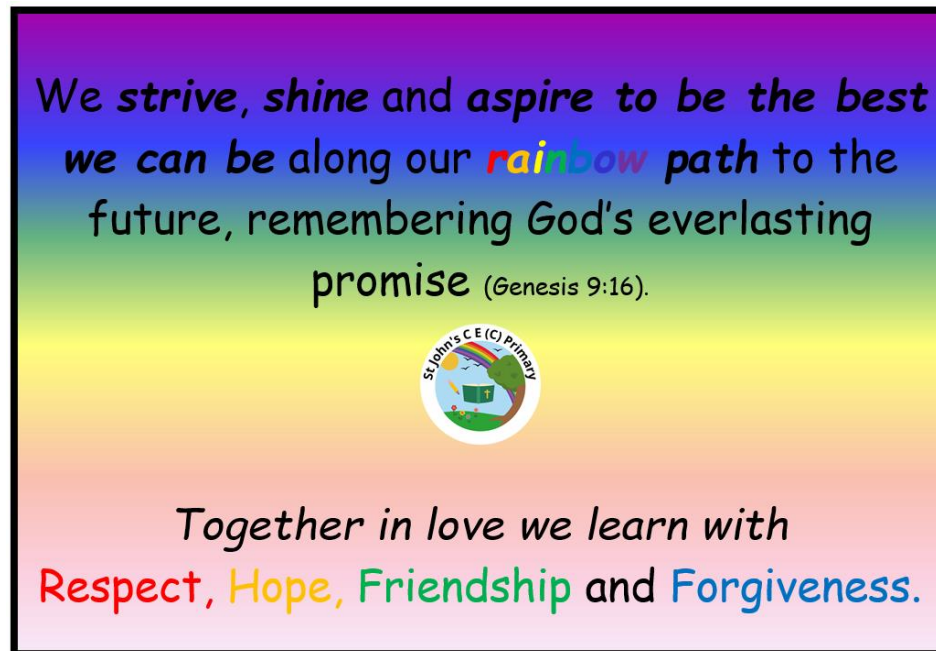 We strive, shine and aspire to be the best
we can be along our rainbow path to the
future, remembering God's everlasting
promise (Genesis 9:16).
St John's C E (C) Primary
Together in love we learn with
Respect, Hope, Friendship and Forgiveness.